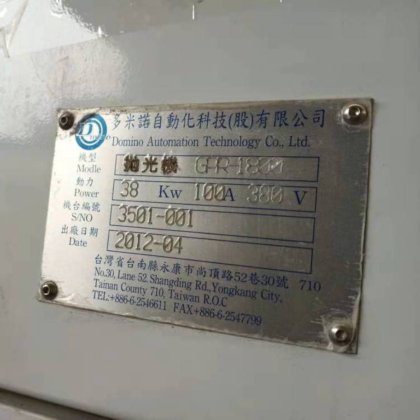 多米諾自動化科技(股)有限公司
Domino Automation Technology Co., Ltd.
機型 拋光機
Modle
動力 38 Kw 100A 380 V
Power
機台編號 3501-001
S/NO
出廠日期 2012-04
Date
台灣省台南縣永康市尚頂路52巷30號 710
No.30, Lane 52. Shangding Rd.,Yongkang City,
Tainan County 710, Taiwan R.O.C
TEL:+886-6-2546611 FAX+886-6-2547799